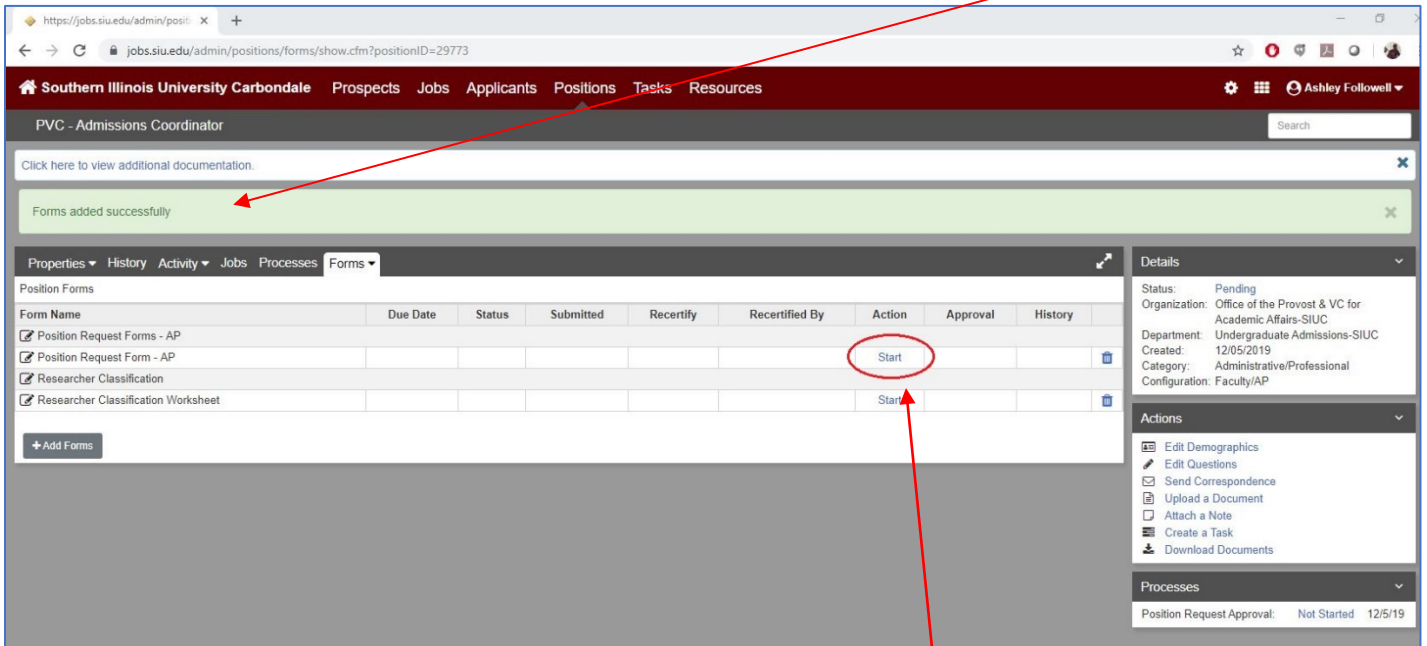 https://jobs.siu.edu/admin/positi
jobs.siu.edu/admin/positions/forms/show.cfm?positionID=29773
Southern Illinois University Carbondale Prospects Jobs Applicants Positions Tasks Resources Ashley Followell
PVC - Admissions Coordinator Search
Click here to view additional documentation.
Forms added successfully
Properties History Activity Jobs Processes Forms
Position Forms
Form Name Due Date Status Submitted Recertify Recertified By Action Approval History
Position Request Forms - AP
Position Request Form - AP Start
Researcher Classification
Researcher Classification Worksheet Start
+ Add Forms
Details
Status: Pending
Organization: Office of the Provost & VC for
Academic Affairs-SIUC
Department: Undergraduate Admissions-SIUC
Created: 12/05/2019
Category: Administrative/Professional
Configuration: Faculty/AP
Actions
Edit Demographics
Edit Questions
Send Correspondence
Upload a Document
Attach a Note
Create a Task
Download Documents
Processes
Position Request Approval: Not Started 12/5/19